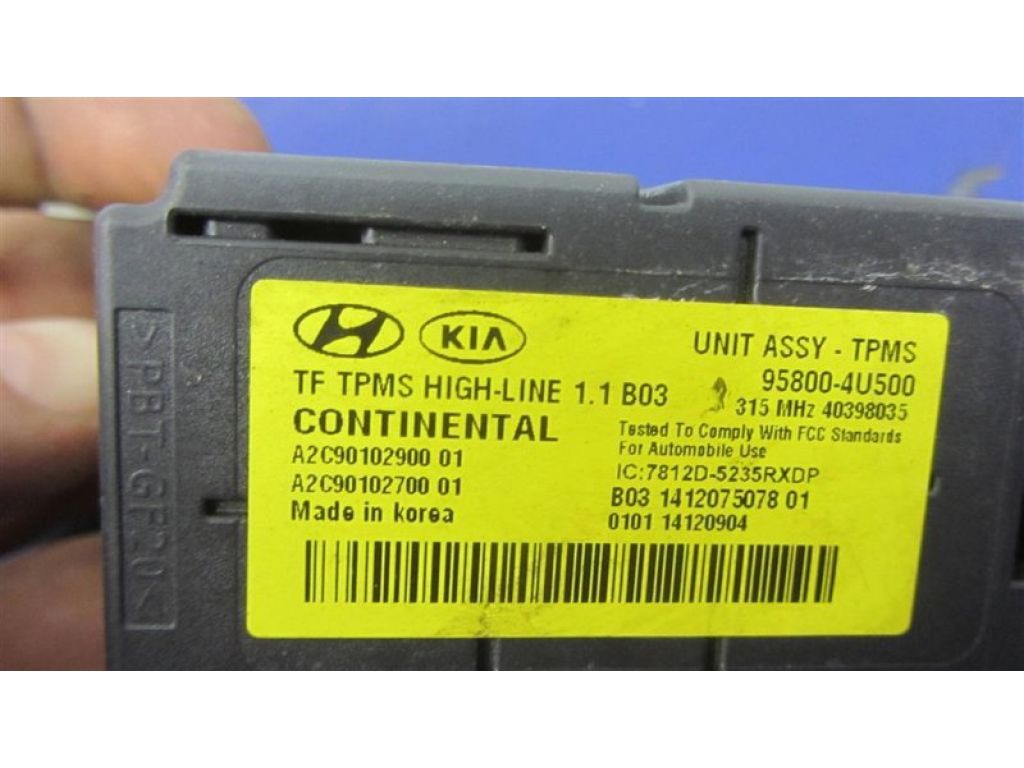 KIA
UNIT ASSY - TPMS
TF TPMS HIGH-LINE 1.1 B03
95800-4U500
315 MHz 40398035
CONTINENTAL
Tested To Comply With FCC Standards
For Automobile Use
A2C90102900 01
IC:7812D-5235RXDP
A2C90102700 01
B03 1412075078 01
Made in korea
0101 14120904
>PBT-GF20<